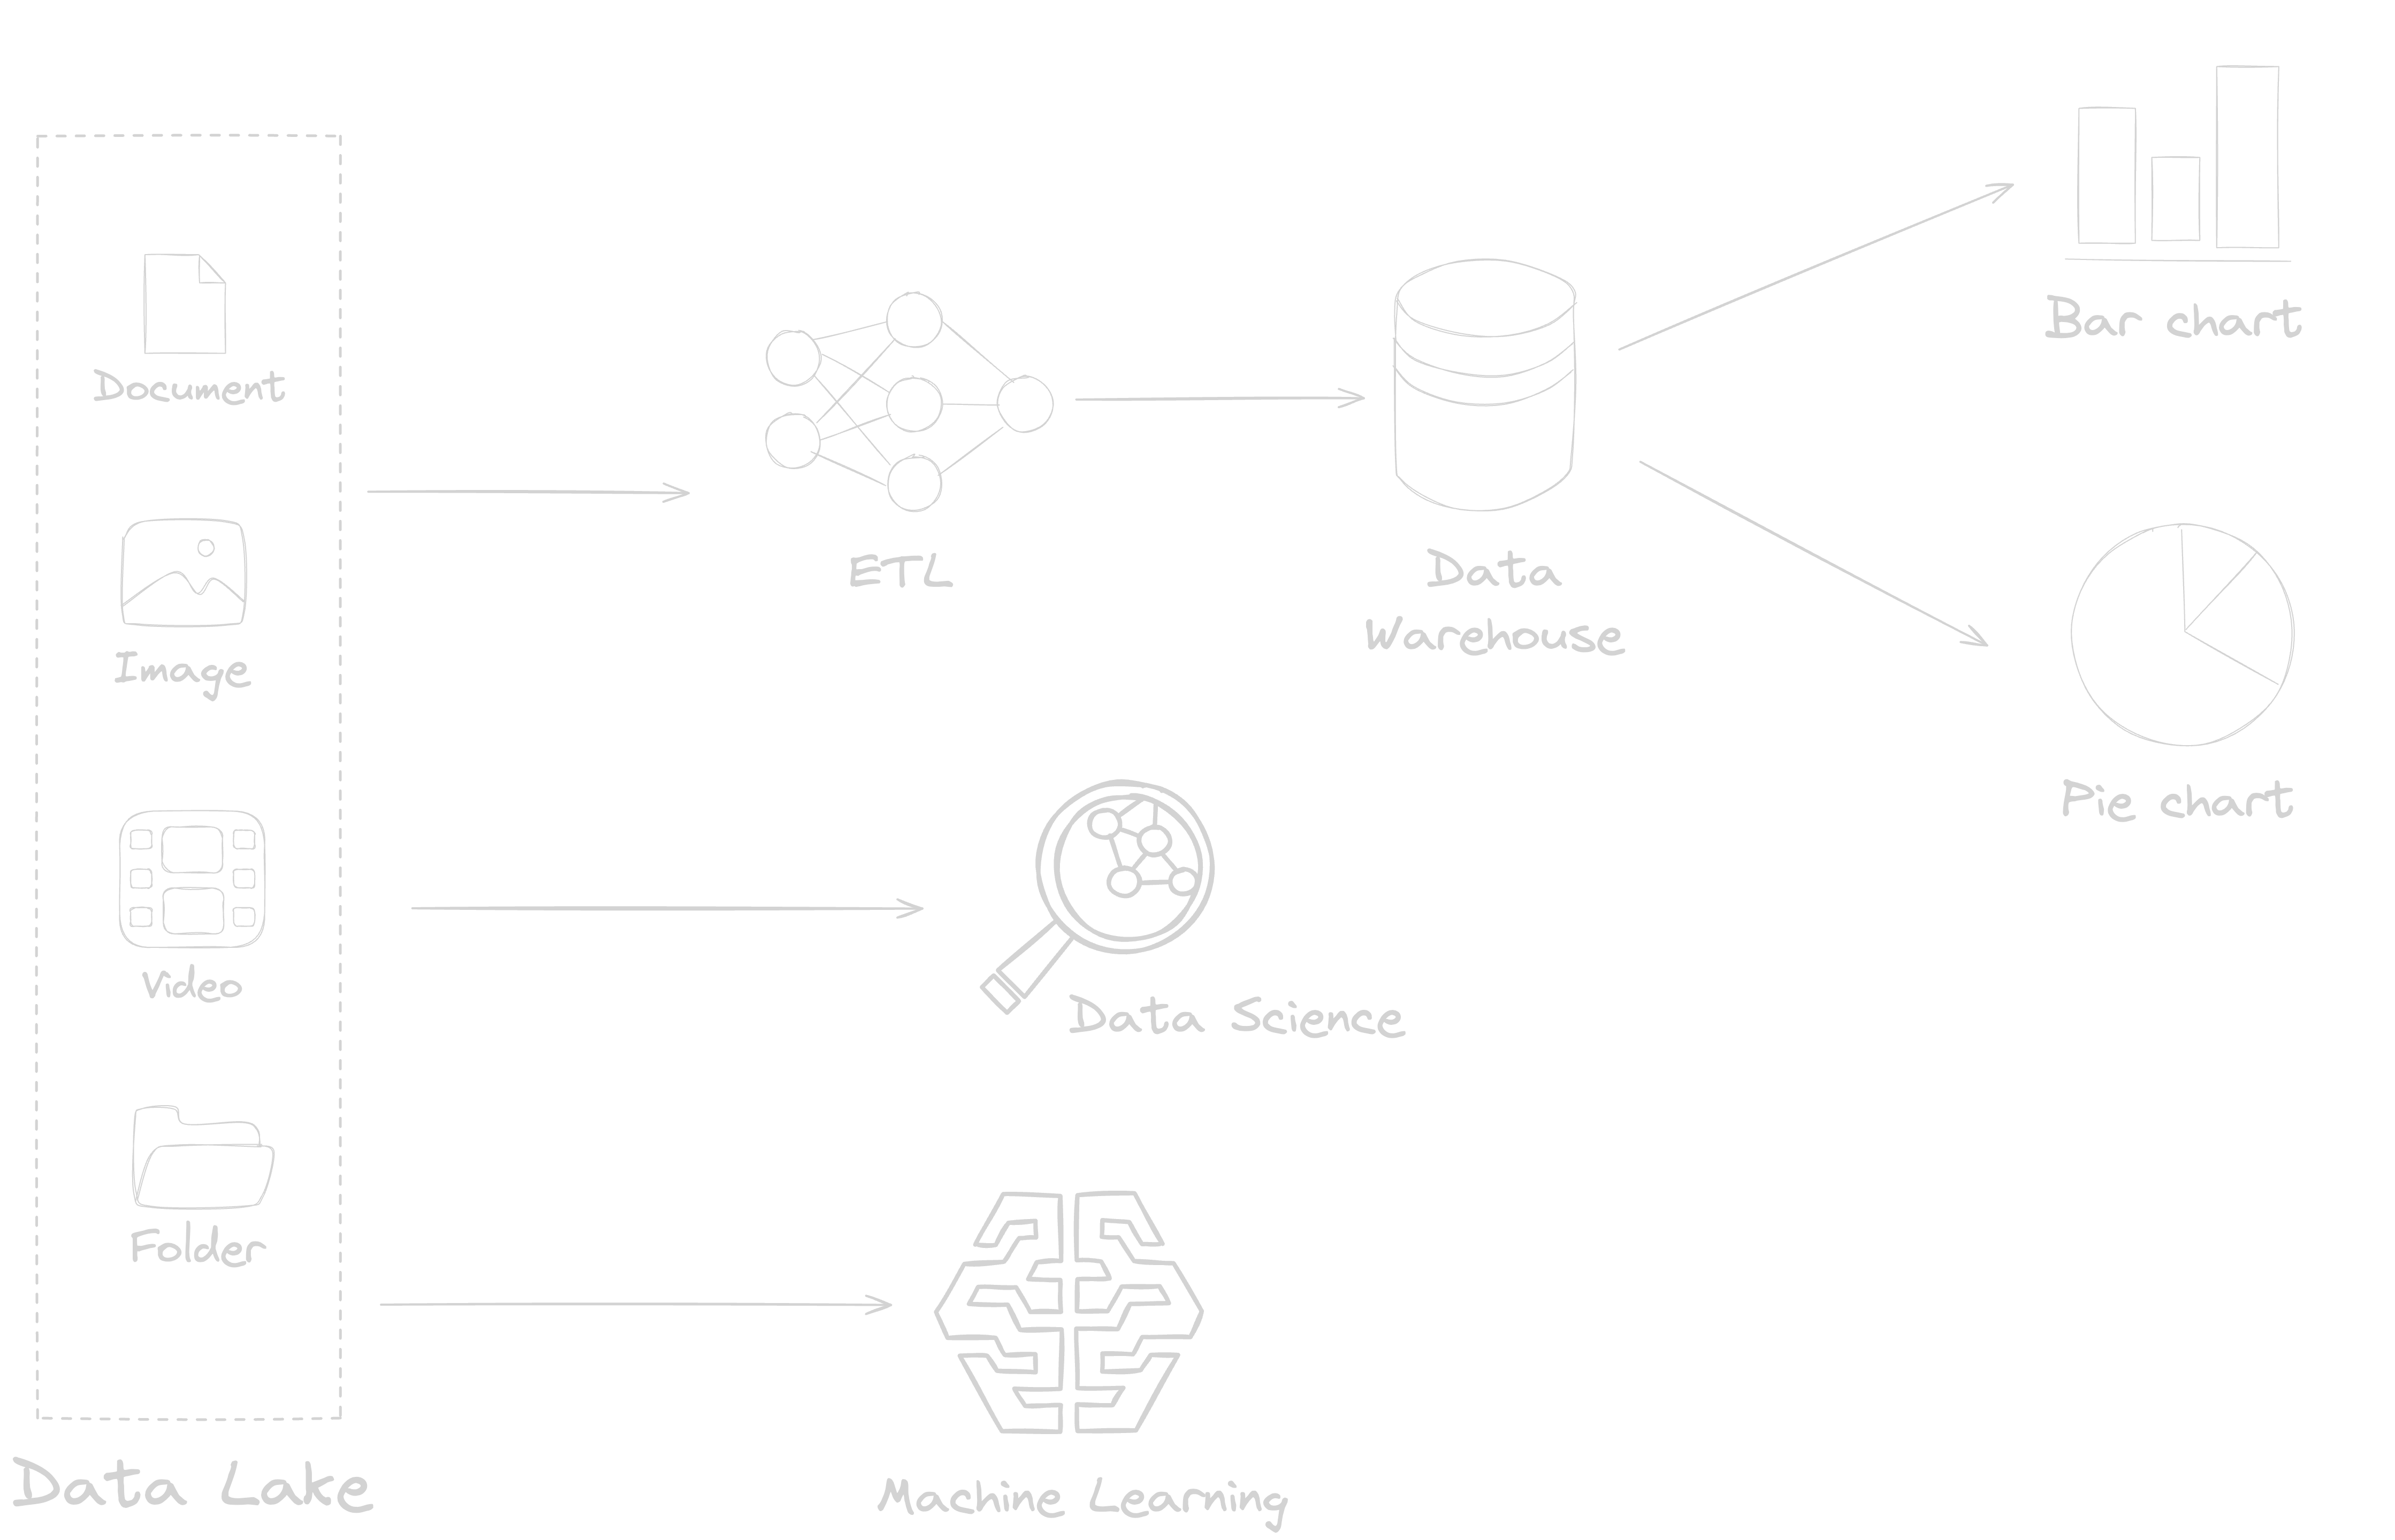 Document
Image
Video
Folder
Data Lake
ETL
Data
Warehouse
Data Science
Machine Learning
Bar chart
Pie chart